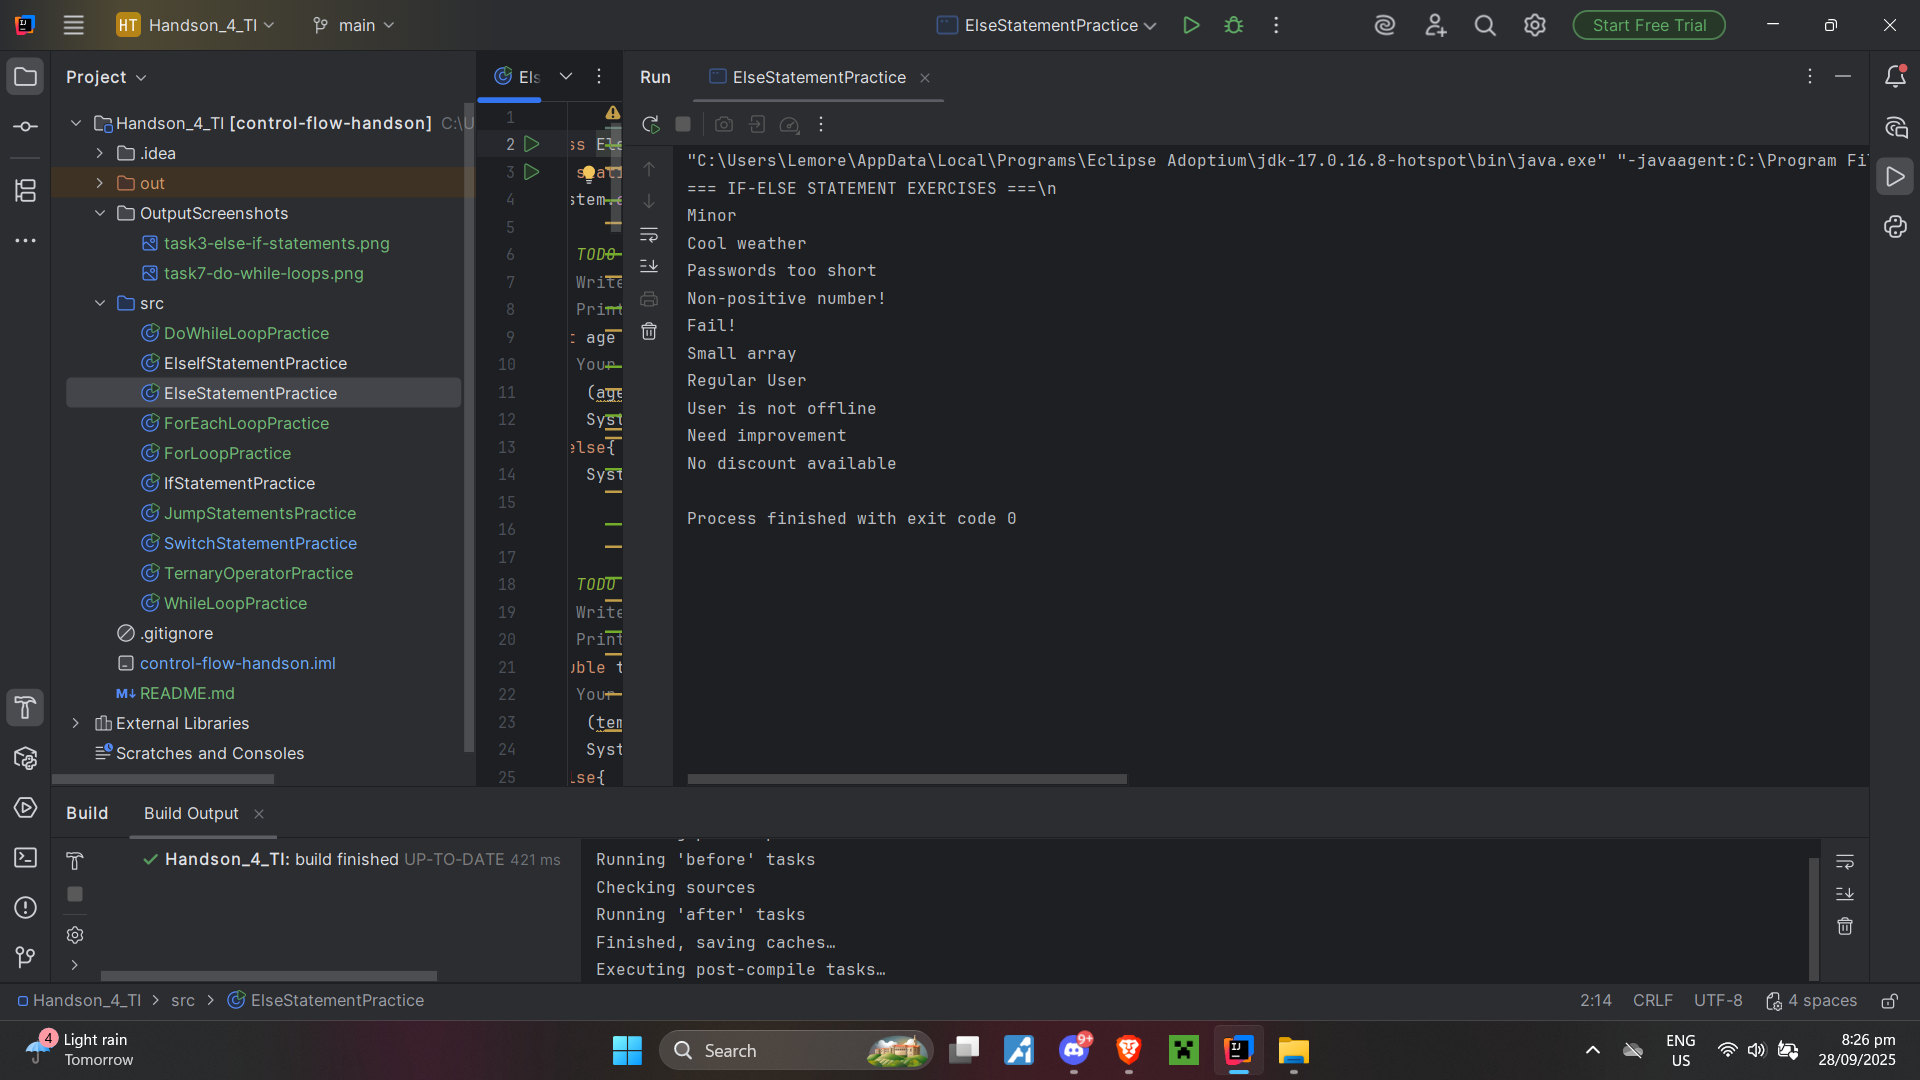 HT Handson_4_TI main ElseStatementPractice Start Free Trial
Project
Handson_4_TI [control-flow-handson] C:\U
.idea
out
OutputScreenshots
task3-else-if-statements.png
task7-do-while-loops.png
src
DoWhileLoopPractice
ElseIfStatementPractice
ElseStatementPractice
ForEachLoopPractice
ForLoopPractice
IfStatementPractice
JumpStatementsPractice
SwitchStatementPractice
TernaryOperatorPractice
WhileLoopPractice
.gitignore
control-flow-handson.iml
M↓ README.md
External Libraries
Scratches and Consoles
Els
1
2 ss Els
3 stati
4 stem.
5
6 TODO
7 Write
8 Print
9 t age
10 Your
11 (age
12 Syst
13 else{
14 Syst
15
16
17
18 TODO
19 Write
20 Print
21 uble t
22 Your
23 (tem
24 Syst
25 lse{
Run ElseStatementPractice
"C:\Users\Lemore\AppData\Local\Programs\Eclipse Adoptium\jdk-17.0.16.8-hotspot\bin\java.exe" "-javaagent:C:\Program Fi
=== IF-ELSE STATEMENT EXERCISES ===\n
Minor
Cool weather
Passwords too short
Non-positive number!
Fail!
Small array
Regular User
User is not offline
Need improvement
No discount available
Process finished with exit code 0
Build Build Output
Handson_4_TI: build finished UP-TO-DATE 421 ms
Running 'before' tasks
Checking sources
Running 'after' tasks
Finished, saving caches…
Executing post-compile tasks…
Handson_4_TI > src > ElseStatementPractice
2:14 CRLF UTF-8 4 spaces
4 Light rain
Tomorrow
Search
9+
ENG
US
8:26 pm
28/09/2025